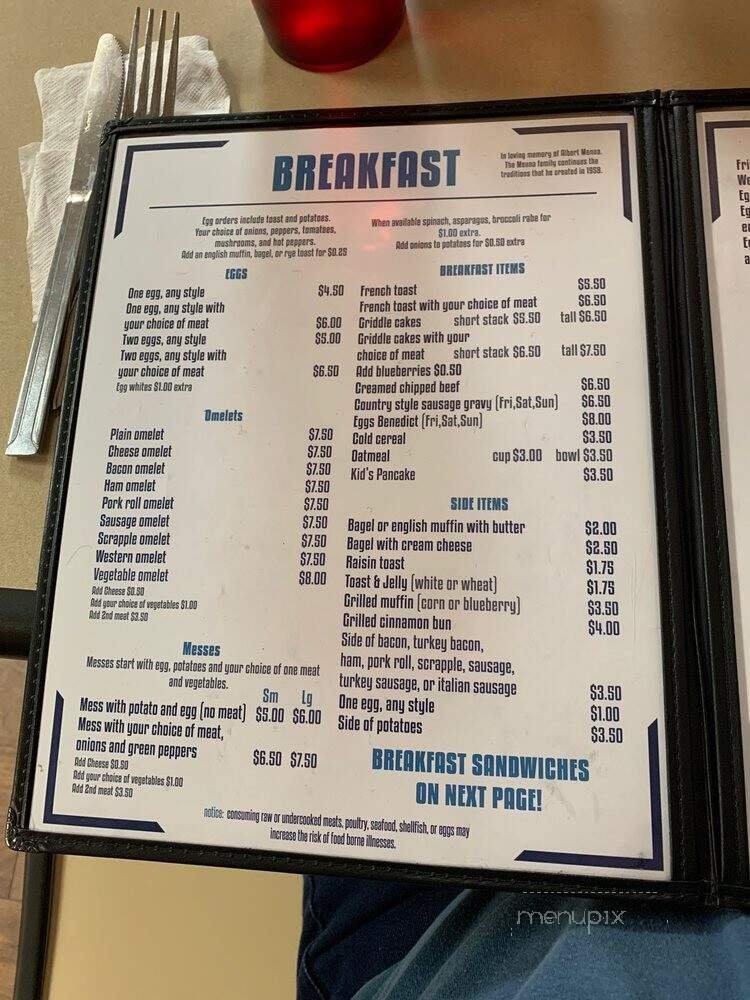 BREAKFAST
In loving memory of Albert Menna.
The Menna family continues the
traditions that he created in 1958.
Egg orders include toast and potatoes.
Your choice of onions, peppers, tomatoes,
mushrooms, and hot peppers.
Add an english muffin, bagel, or rye toast for $0.25
When available spinach, asparagus, broccoli rabe for
$1.00 extra.
Add onions to potatoes for $0.50 extra
EGGS
One egg, any style $4.50
One egg, any style with
your choice of meat $6.00
Two eggs, any style $5.00
Two eggs, any style with
your choice of meat $6.50
Egg whites $1.00 extra
Omelets
Plain omelet $7.50
Cheese omelet $7.50
Bacon omelet $7.50
Ham omelet $7.50
Pork roll omelet $7.50
Sausage omelet $7.50
Scrapple omelet $7.50
Western omelet $7.50
Vegetable omelet $8.00
Add Cheese $0.50
Add your choice of vegetables $1.00
Add 2nd meat $3.50
Messes
Messes start with egg, potatoes and your choice of one meat
and vegetables.
Sm Lg
Mess with potato and egg (no meat) $5.00 $6.00
Mess with your choice of meat,
onions and green peppers $6.50 $7.50
Add Cheese $0.50
Add your choice of vegetables $1.00
Add 2nd meat $3.50
BREAKFAST ITEMS
French toast $5.50
French toast with your choice of meat $6.50
Griddle cakes short stack $5.50 tall $6.50
Griddle cakes with your
choice of meat short stack $6.50 tall $7.50
Add blueberries $0.50
Creamed chipped beef $6.50
Country style sausage gravy (Fri,Sat,Sun) $6.50
Eggs Benedict (Fri,Sat,Sun) $8.00
Cold cereal $3.50
Oatmeal cup $3.00 bowl $3.50
Kid's Pancake $3.50
SIDE ITEMS
Bagel or english muffin with butter $2.00
Bagel with cream cheese $2.50
Raisin toast $1.75
Toast & Jelly (white or wheat) $1.75
Grilled muffin (corn or blueberry) $3.50
Grilled cinnamon bun $4.00
Side of bacon, turkey bacon,
ham, pork roll, scrapple, sausage,
turkey sausage, or italian sausage $3.50
One egg, any style $1.00
Side of potatoes $3.50
BREAKFAST SANDWICHES
ON NEXT PAGE!
notice: consuming raw or undercooked meats, poultry, seafood, shellfish, or eggs may
increase the risk of food borne illnesses.
menupix